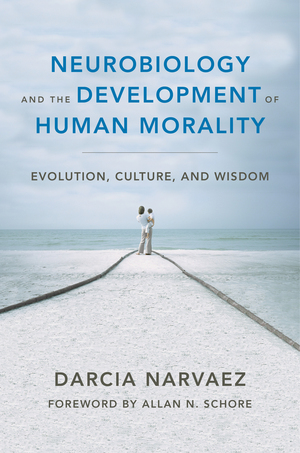 NEUROBIOLOGY
AND THE DEVELOPMENT OF
HUMAN MORALITY
EVOLUTION, CULTURE, AND WISDOM
DARCIA NARVAEZ
FOREWORD BY ALLAN N. SCHORE